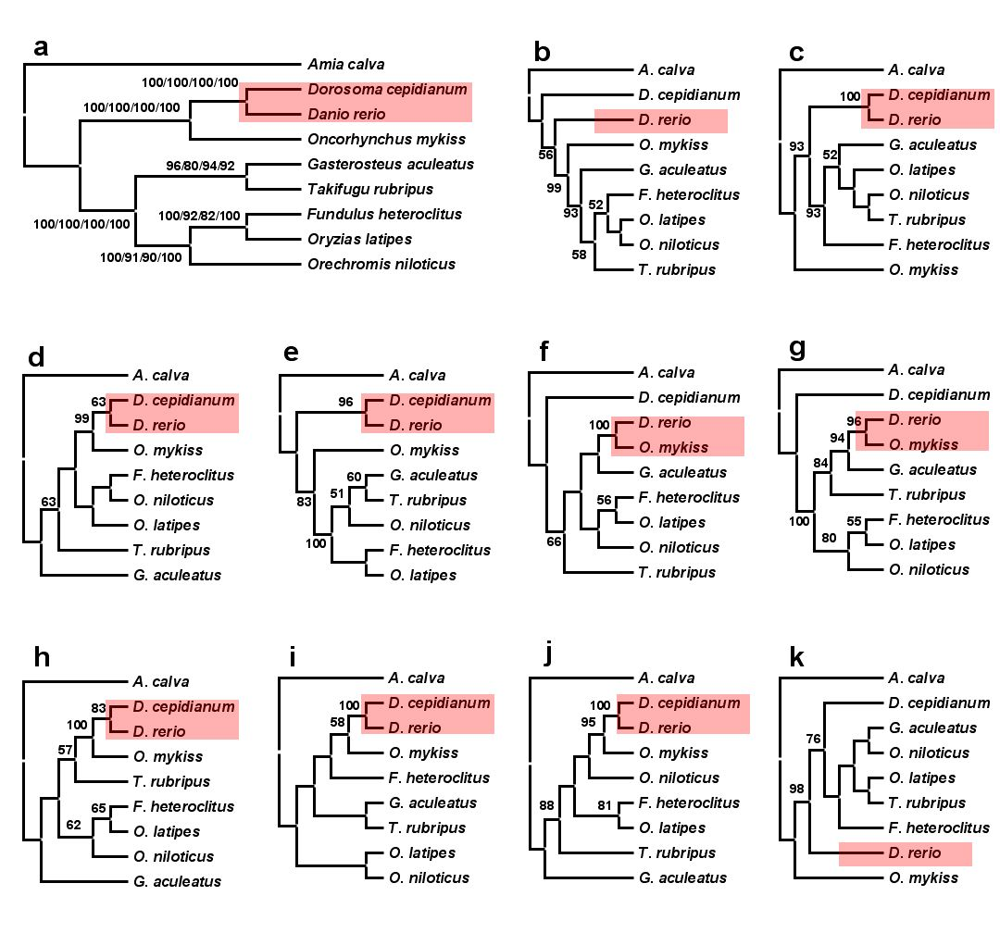 a
Amia calva
100/100/100/100
Dorosoma cepidianum
100/100/100/100
Danio rerio
Oncorhynchus mykiss
96/80/94/92
Gasterosteus aculeatus
Takifugu rubripus
100/92/82/100
Fundulus heteroclitus
100/100/100/100
Oryzias latipes
100/91/90/100
Orechromis niloticus
b
A. calva
D. cepidianum
D. rerio
56
O. mykiss
G. aculeatus
99
F. heteroclitus
52
93
O. latipes
O. niloticus
58
T. rubripus
c
A. calva
100
D. cepidianum
D. rerio
93
G. aculeatus
52
O. latipes
O. niloticus
93
T. rubripus
F. heteroclitus
O. mykiss
d
A. calva
63
D. cepidianum
99
D. rerio
O. mykiss
F. heteroclitus
63
O. niloticus
O. latipes
T. rubripus
G. aculeatus
e
A. calva
96
D. cepidianum
D. rerio
O. mykiss
60
G. aculeatus
83
51
T. rubripus
O. niloticus
100
F. heteroclitus
O. latipes
f
A. calva
D. cepidianum
100
D. rerio
O. mykiss
G. aculeatus
56
F. heteroclitus
O. latipes
66
O. niloticus
T. rubripus
g
A. calva
D. cepidianum
96
D. rerio
94
O. mykiss
84
G. aculeatus
T. rubripus
100
55
F. heteroclitus
80
O. latipes
O. niloticus
h
A. calva
83
D. cepidianum
100
D. rerio
57
O. mykiss
T. rubripus
65
F. heteroclitus
62
O. latipes
O. niloticus
G. aculeatus
i
A. calva
100
D. cepidianum
58
D. rerio
O. mykiss
F. heteroclitus
G. aculeatus
T. rubripus
O. latipes
O. niloticus
j
A. calva
100
D. cepidianum
95
D. rerio
O. mykiss
O. niloticus
88
81
F. heteroclitus
O. latipes
T. rubripus
G. aculeatus
k
A. calva
D. cepidianum
76
G. aculeatus
O. niloticus
98
O. latipes
T. rubripus
F. heteroclitus
D. rerio
O. mykiss